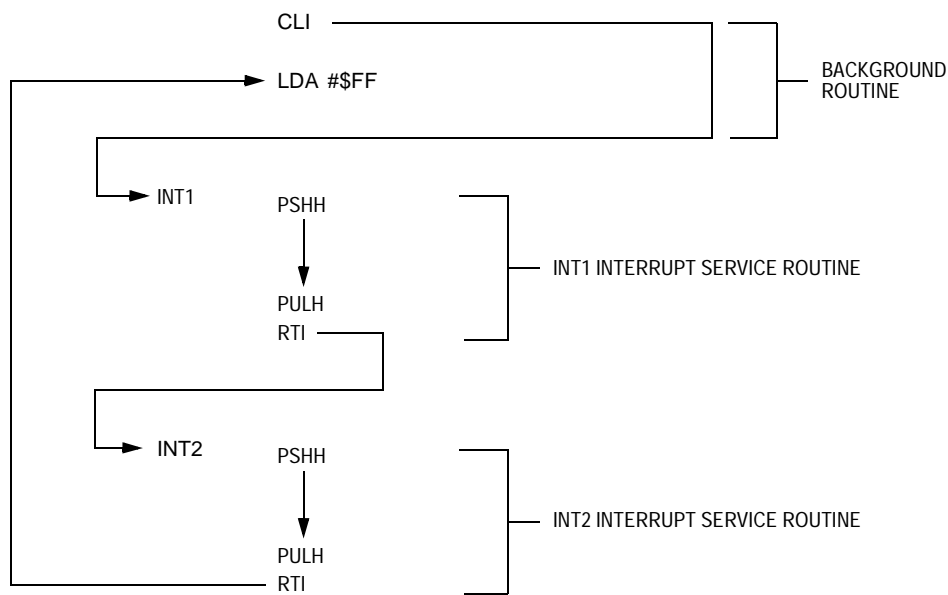 CLI
LDA #$FF
BACKGROUND
ROUTINE
INT1
PSHH
INT1 INTERRUPT SERVICE ROUTINE
PULH
RTI
INT2
PSHH
INT2 INTERRUPT SERVICE ROUTINE
PULH
RTI